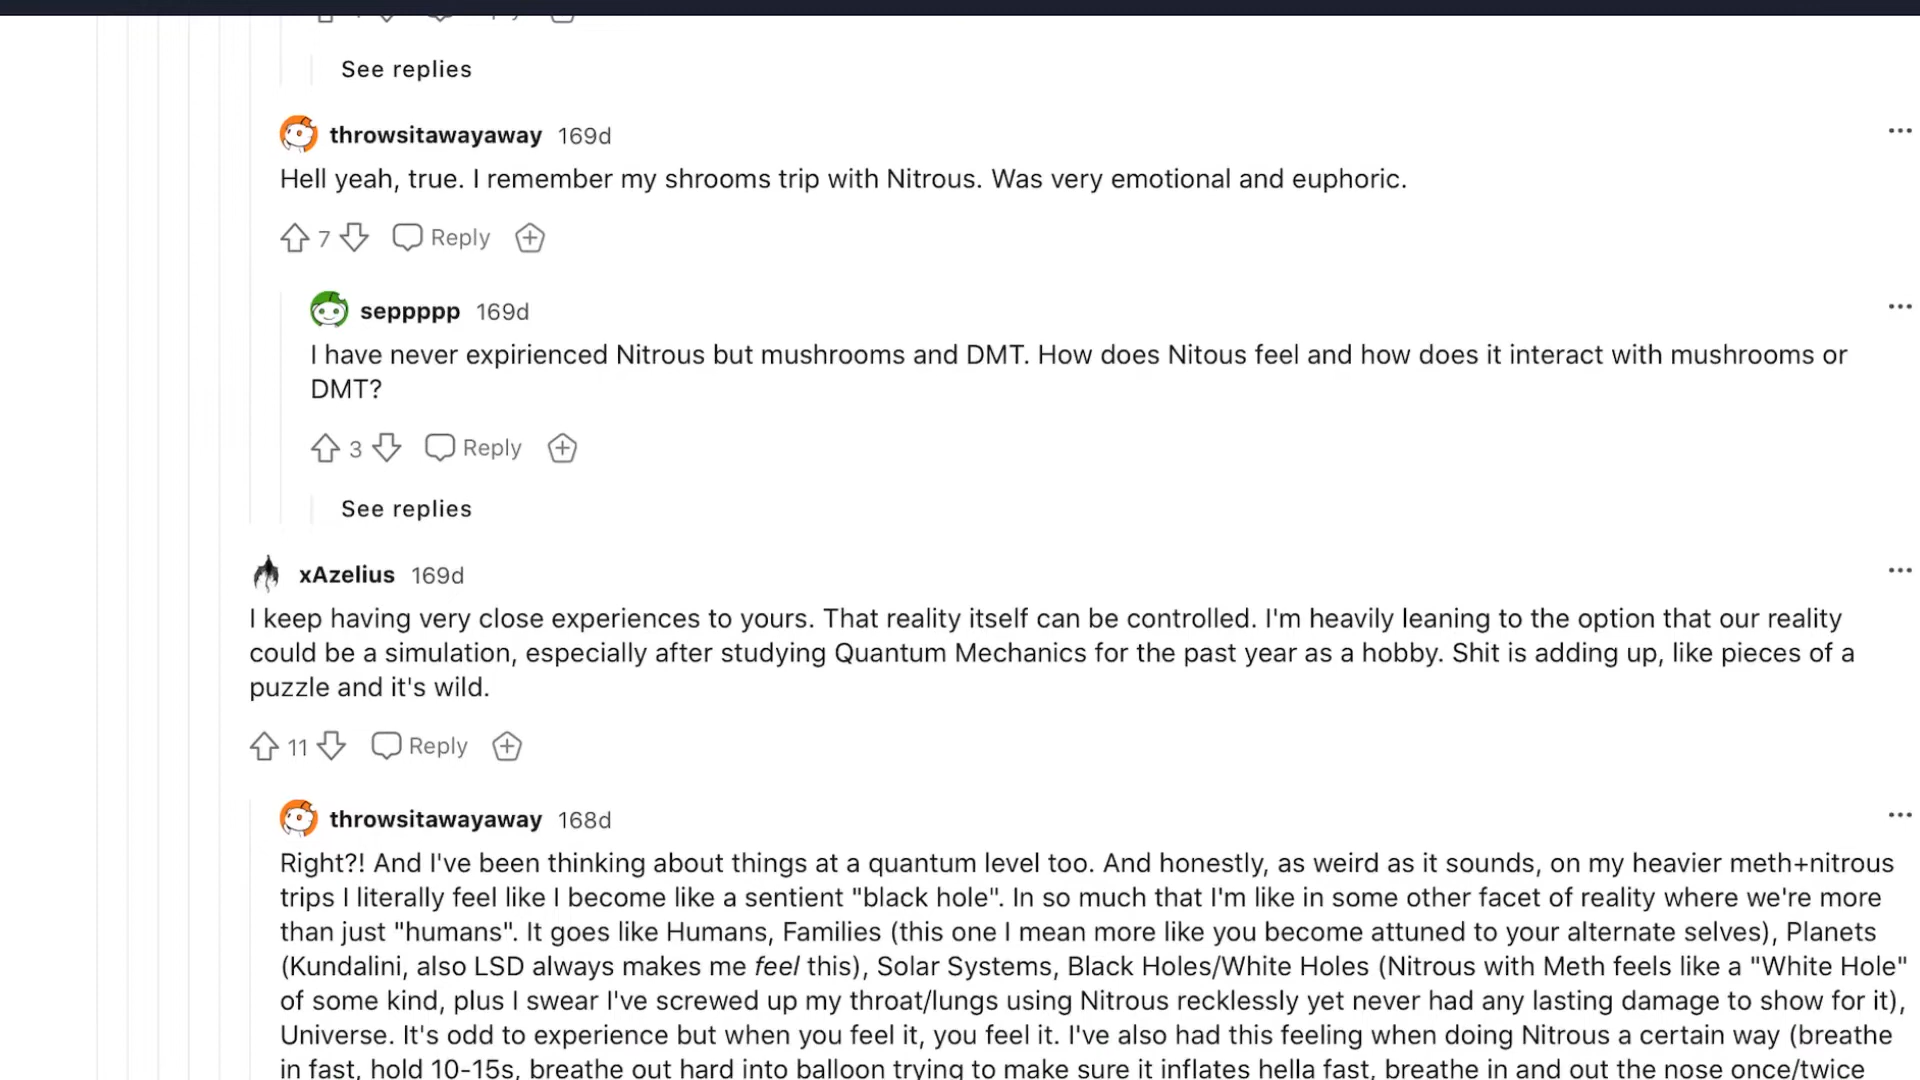 See replies
throwsitawayaway 169d
Hell yeah, true. I remember my shrooms trip with Nitrous. Was very emotional and euphoric.
7 Reply
seppppp 169d
I have never expirienced Nitrous but mushrooms and DMT. How does Nitous feel and how does it interact with mushrooms or
DMT?
3 Reply
See replies
xAzelius 169d
I keep having very close experiences to yours. That reality itself can be controlled. I'm heavily leaning to the option that our reality
could be a simulation, especially after studying Quantum Mechanics for the past year as a hobby. Shit is adding up, like pieces of a
puzzle and it's wild.
11 Reply
throwsitawayaway 168d
Right?! And I've been thinking about things at a quantum level too. And honestly, as weird as it sounds, on my heavier meth+nitrous
trips I literally feel like I become like a sentient "black hole". In so much that I'm like in some other facet of reality where we're more
than just "humans". It goes like Humans, Families (this one I mean more like you become attuned to your alternate selves), Planets
(Kundalini, also LSD always makes me feel this), Solar Systems, Black Holes/White Holes (Nitrous with Meth feels like a "White Hole"
of some kind, plus I swear I've screwed up my throat/lungs using Nitrous recklessly yet never had any lasting damage to show for it),
Universe. It's odd to experience but when you feel it, you feel it. I've also had this feeling when doing Nitrous a certain way (breathe
in fast, hold 10-15s, breathe out hard into balloon trying to make sure it inflates hella fast, breathe in and out the nose once/twice